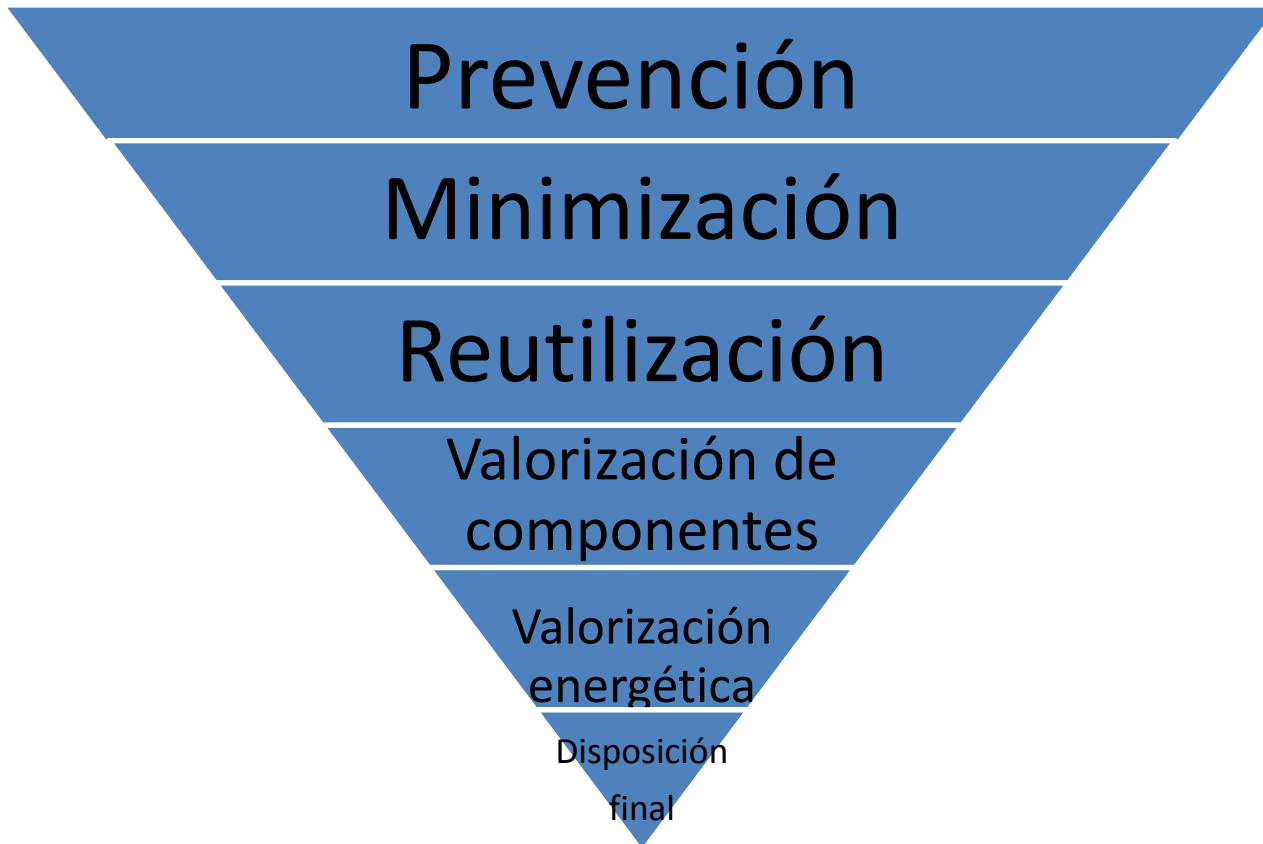 Prevención
Minimización
Reutilización
Valorización de
componentes
Valorización
energética
Disposición
final